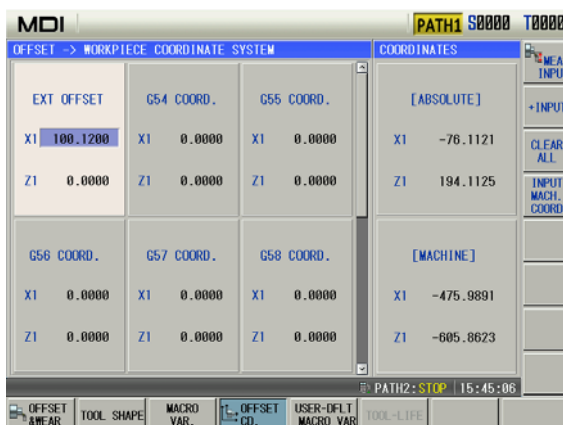 MDI PATH1 S0000 T0000
OFFSET -> WORKPIECE COORDINATE SYSTEM
COORDINATES
EXT OFFSET
X1 100.1200
Z1 0.0000
G54 COORD.
X1 0.0000
Z1 0.0000
G55 COORD.
X1 0.0000
Z1 0.0000
[ABSOLUTE]
X1 -76.1121
Z1 194.1125
G56 COORD.
X1 0.0000
Z1 0.0000
G57 COORD.
X1 0.0000
Z1 0.0000
G58 COORD.
X1 0.0000
Z1 0.0000
[MACHINE]
X1 -475.9891
Z1 -605.8623
MEA
INPU
+INPUT
CLEAR
ALL
INPUT
MACH.
COORD
PATH2:STOP 15:45:06
OFFSET
&WEAR
TOOL SHAPE
MACRO
VAR.
OFFSET
CD.
USER-DFLT
MACRO VAR
TOOL-LIFE